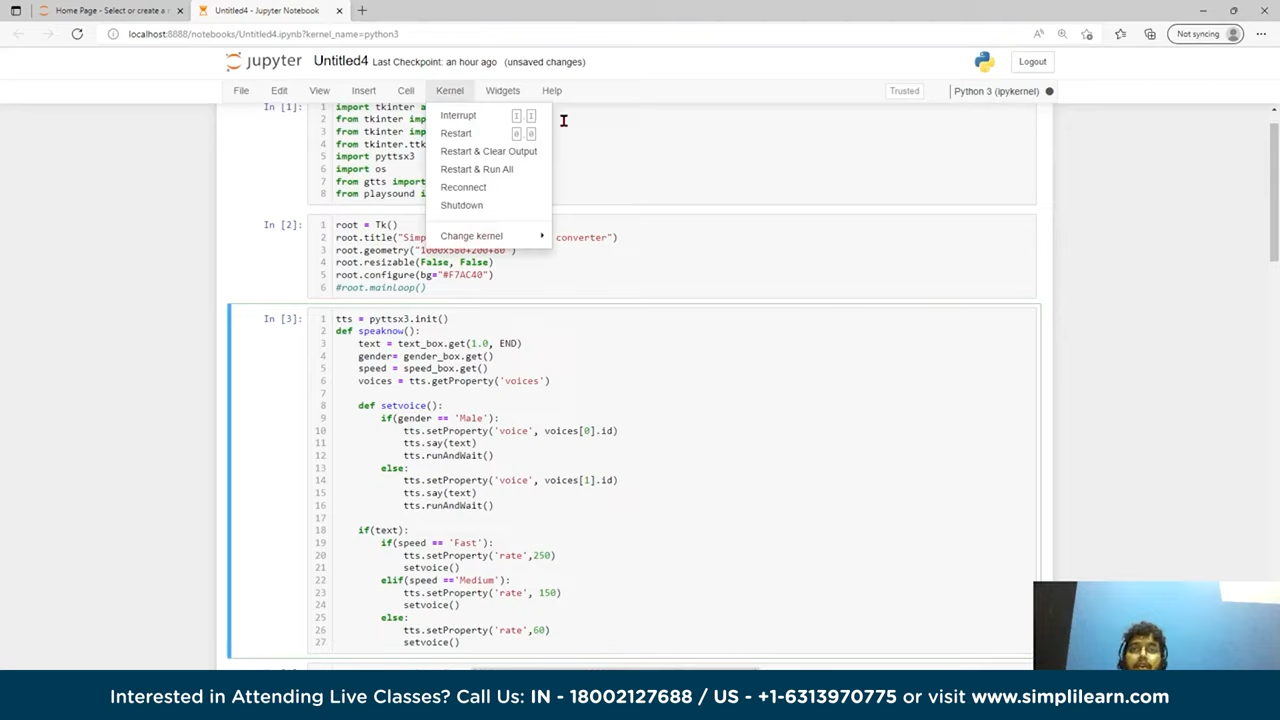 Home Page - Select or create a n
Untitled4 - Jupyter Notebook
localhost:8888/notebooks/Untitled4.ipynb?kernel_name=python3
Not syncing
jupyter Untitled4 Last Checkpoint: an hour ago (unsaved changes)
Logout
File Edit View Insert Cell Kernel Widgets Help
Trusted
Python 3 (ipykernel)
Interrupt I , I
Restart 0 , 0
Restart & Clear Output
Restart & Run All
Reconnect
Shutdown
Change kernel
In [1]:
1 import tkinter a
2 from tkinter imp
3 from tkinter imp
4 from tkinter.ttk
5 import pyttsx3
6 import os
7 from gtts import
8 from playsound i
In [2]:
1 root = Tk()
2 root.title("Simp converter")
3 root.geometry("1000x580+200+80")
4 root.resizable(False, False)
5 root.configure(bg="#F7AC40")
6 #root.mainloop()
In [3]:
1 tts = pyttsx3.init()
2 def speaknow():
3 text = text_box.get(1.0, END)
4 gender= gender_box.get()
5 speed = speed_box.get()
6 voices = tts.getProperty('voices')
7
8 def setvoice():
9 if(gender == 'Male'):
10 tts.setProperty('voice', voices[0].id)
11 tts.say(text)
12 tts.runAndWait()
13 else:
14 tts.setProperty('voice', voices[1].id)
15 tts.say(text)
16 tts.runAndWait()
17
18 if(text):
19 if(speed == 'Fast'):
20 tts.setProperty('rate',250)
21 setvoice()
22 elif(speed =='Medium'):
23 tts.setProperty('rate', 150)
24 setvoice()
25 else:
26 tts.setProperty('rate',60)
27 setvoice()
Interested in Attending Live Classes? Call Us: IN - 18002127688 / US - +1-6313970775 or visit www.simplilearn.com